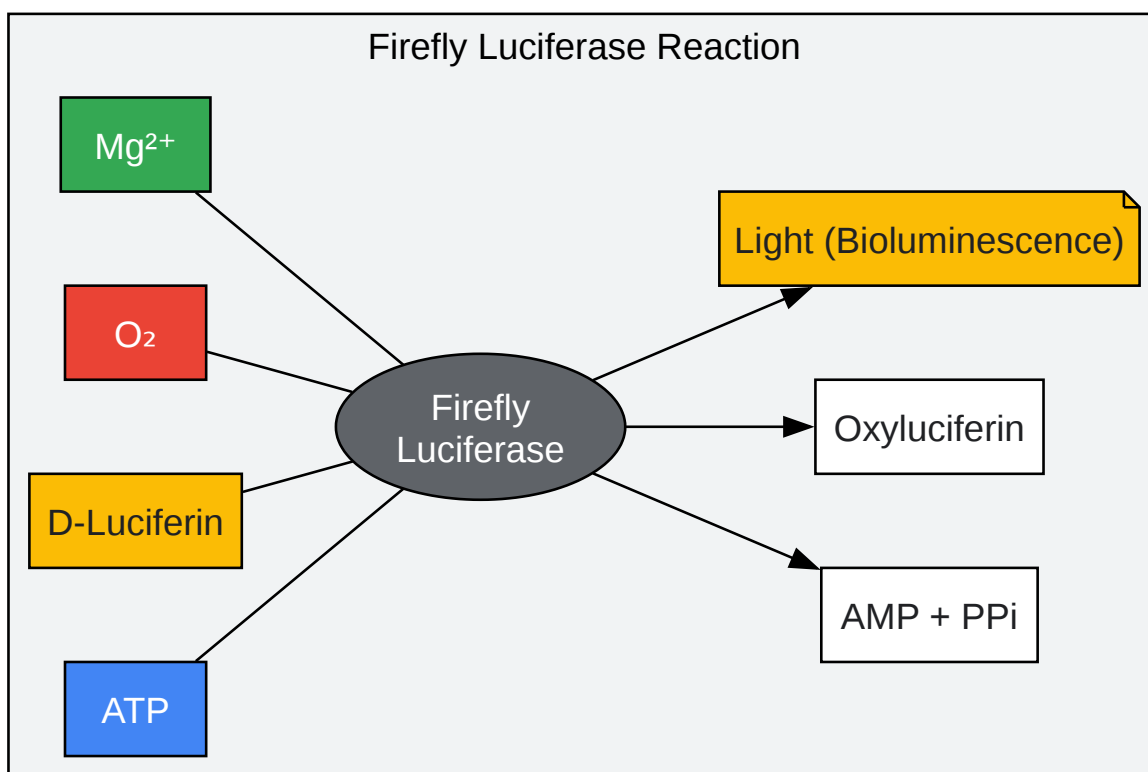 Firefly Luciferase Reaction
Mg²⁺
O₂
D-Luciferin
ATP
Firefly
Luciferase
Light (Bioluminescence)
Oxyluciferin
AMP + PPi